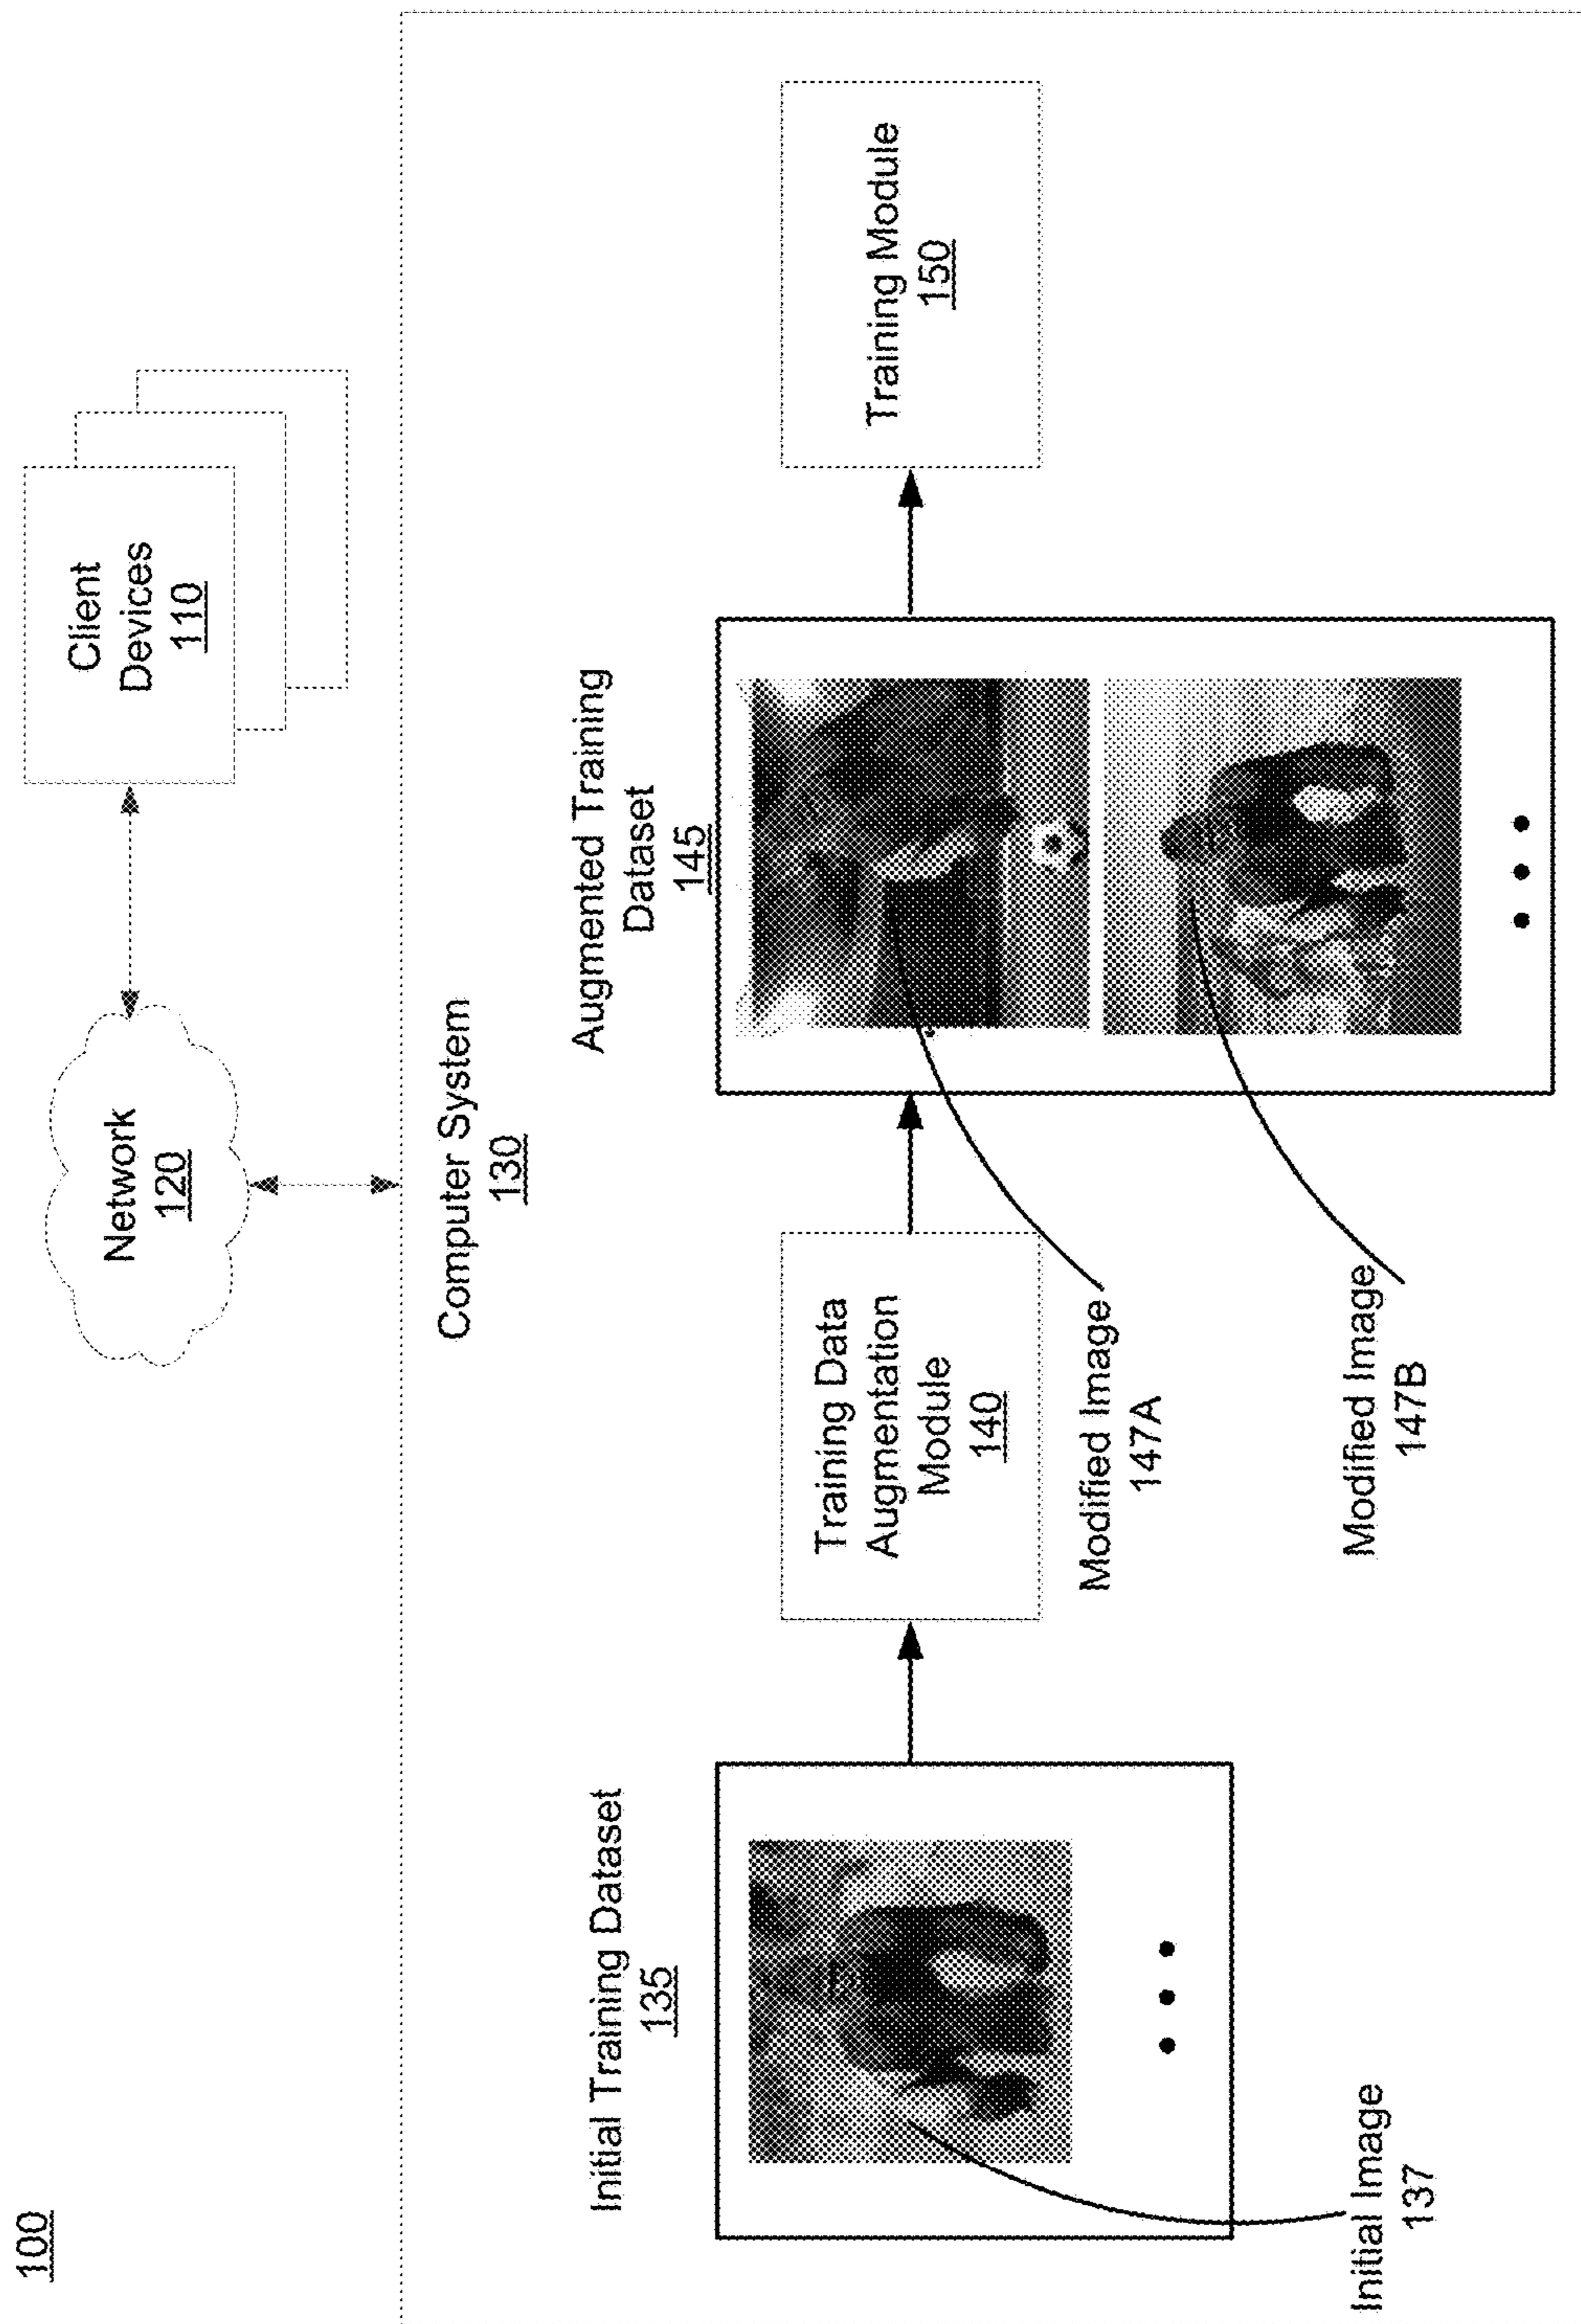 100
Client
Devices
110
Network
120
Computer System
130
Initial Training Dataset
135
Training Data
Augmentation
Module
140
Augmented Training
Dataset
145
Training Module
150
Initial Image
137
Modified Image
147A
Modified Image
147B